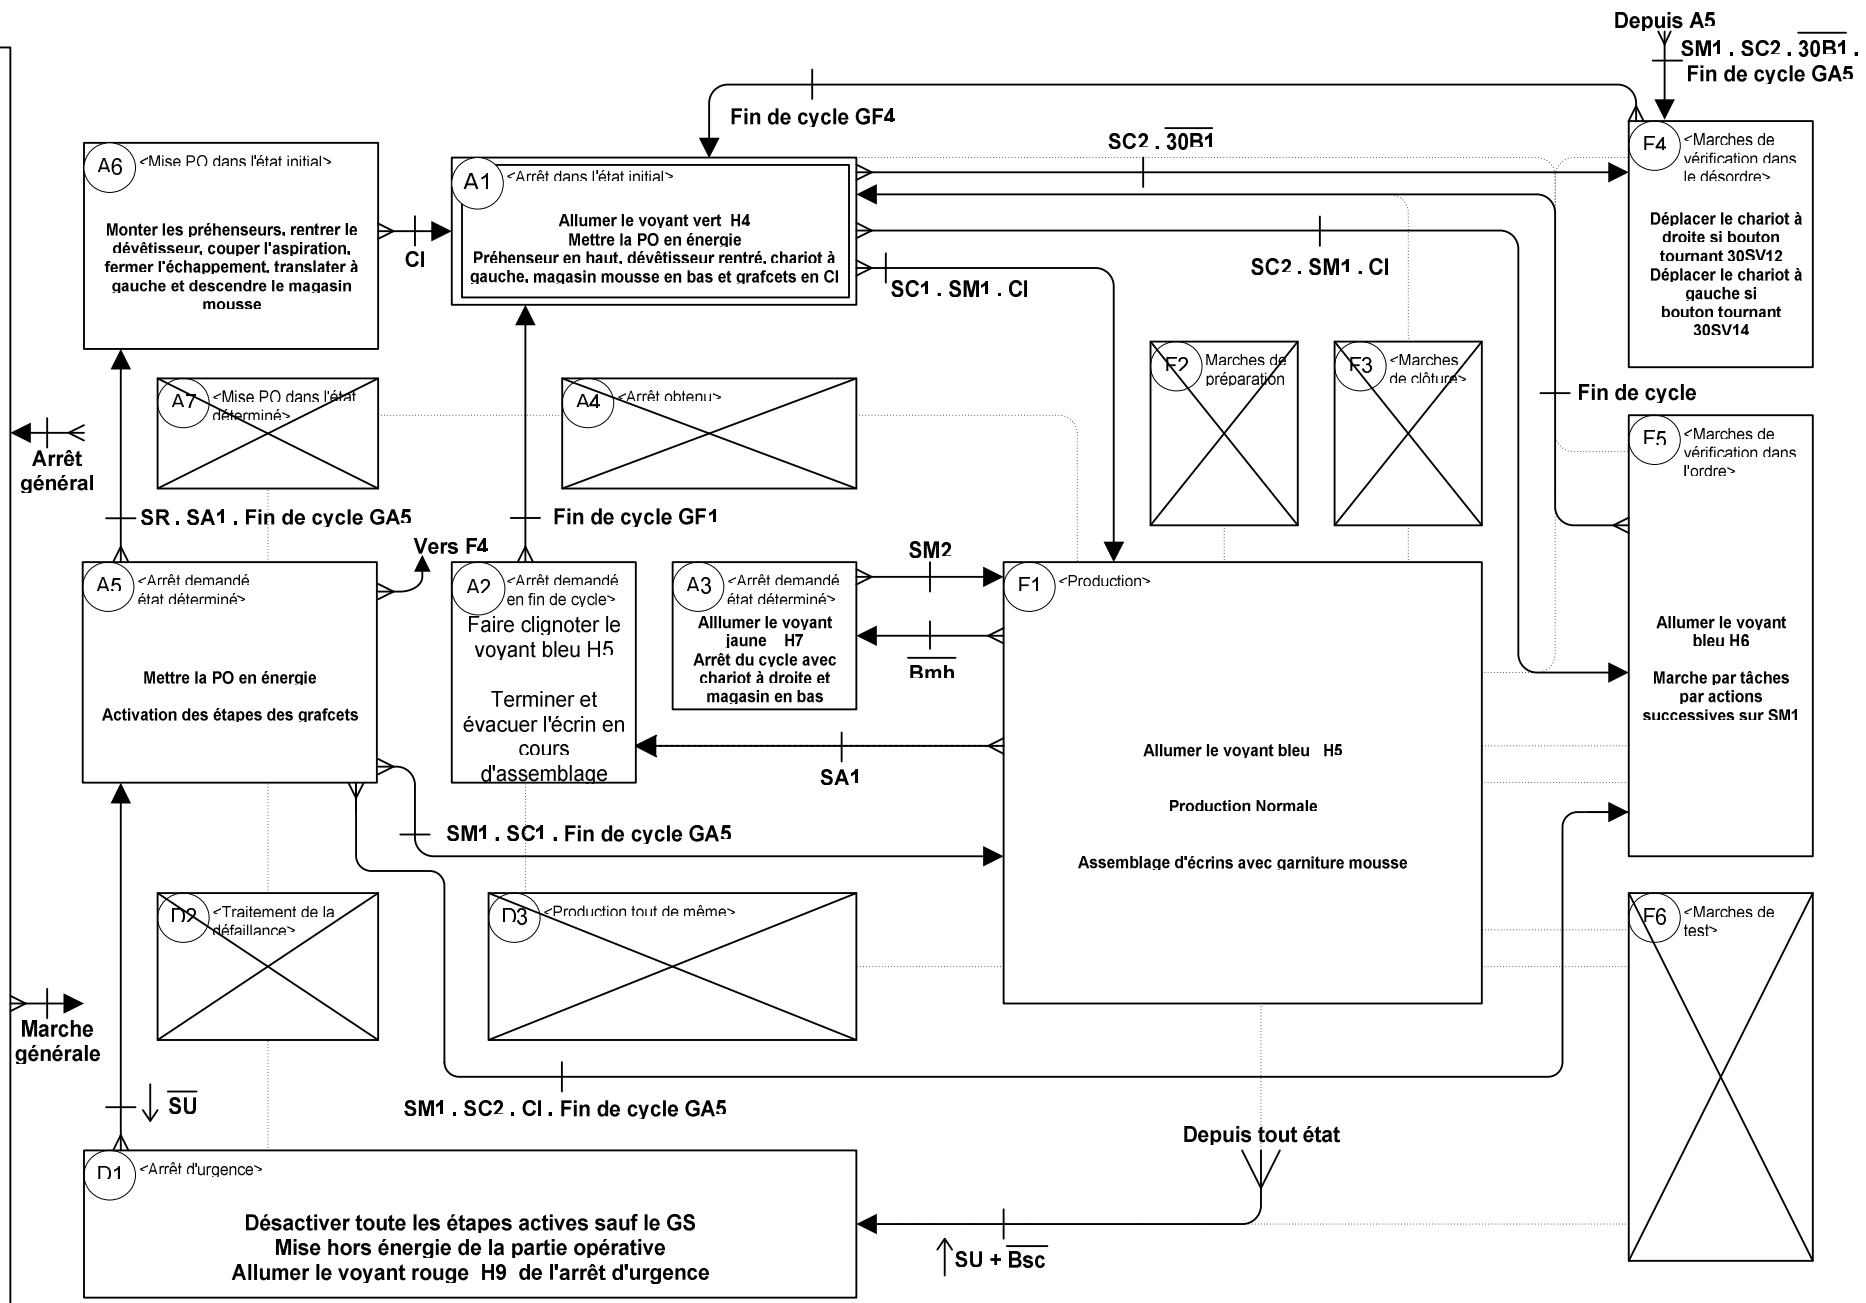 Depuis A5
SM1 . SC2 . 30B1 .
Fin de cycle GA5
Fin de cycle GF4
SC2 . 30B1
A6
<Mise PO dans l'état initial>
Monter les préhenseurs, rentrer le
dévêtisseur, couper l'aspiration,
fermer l'échappement, translater à
gauche et descendre le magasin
mousse
CI
A1
<Arrêt dans l'état initial>
Allumer le voyant vert H4
Mettre la PO en énergie
Préhenseur en haut, dévêtisseur rentré, chariot à
gauche, magasin mousse en bas et grafcets en CI
SC2 . SM1 . CI
SC1 . SM1 . CI
F4
<Marches de
vérification dans
le désordre>
Déplacer le chariot à
droite si bouton
tournant 30SV12
Déplacer le chariot à
gauche si
bouton tournant
30SV14
A7
<Mise PO dans l'état
déterminé>
A4
<Arrêt obtenu>
F2
Marches de
préparation
F3
<Marches
de clôture>
Fin de cycle
Arrêt
général
SR . SA1 . Fin de cycle GA5
Fin de cycle GF1
F5
<Marches de
vérification dans
l'ordre>
Allumer le voyant
bleu H6
Marche par tâches
par actions
successives sur SM1
Vers F4
A5
<Arrêt demandé
état déterminé>
Mettre la PO en énergie
Activation des étapes des grafcets
A2
<Arrêt demandé
en fin de cycle>
Faire clignoter le
voyant bleu H5
Terminer et
évacuer l'écrin en
cours
d'assemblage
A3
<Arrêt demandé
état déterminé>
Alllumer le voyant
jaune H7
Arrêt du cycle avec
chariot à droite et
magasin en bas
SM2
Bmh
SA1
F1
<Production>
Allumer le voyant bleu H5
Production Normale
Assemblage d'écrins avec garniture mousse
SM1 . SC1 . Fin de cycle GA5
D2
<Traitement de la
défaillance>
D3
<Production tout de même>
F6
<Marches de
test>
Marche
générale
SM1 . SC2 . CI . Fin de cycle GA5
↓ SU
Depuis tout état
D1
<Arrêt d'urgence>
Désactiver toute les étapes actives sauf le GS
Mise hors énergie de la partie opérative
Allumer le voyant rouge H9 de l'arrêt d'urgence
↑ SU + Bsc